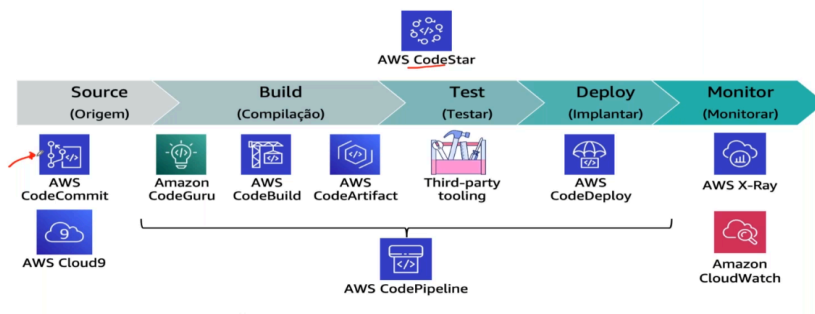 AWS CodeStar
Source
(Origem)
Build
(Compilação)
Test
(Testar)
Deploy
(Implantar)
Monitor
(Monitorar)
AWS
CodeCommit
Amazon
CodeGuru
AWS
CodeBuild
AWS
CodeArtifact
Third-party
tooling
AWS
CodeDeploy
AWS X-Ray
9
AWS Cloud9
AWS CodePipeline
Amazon
CloudWatch